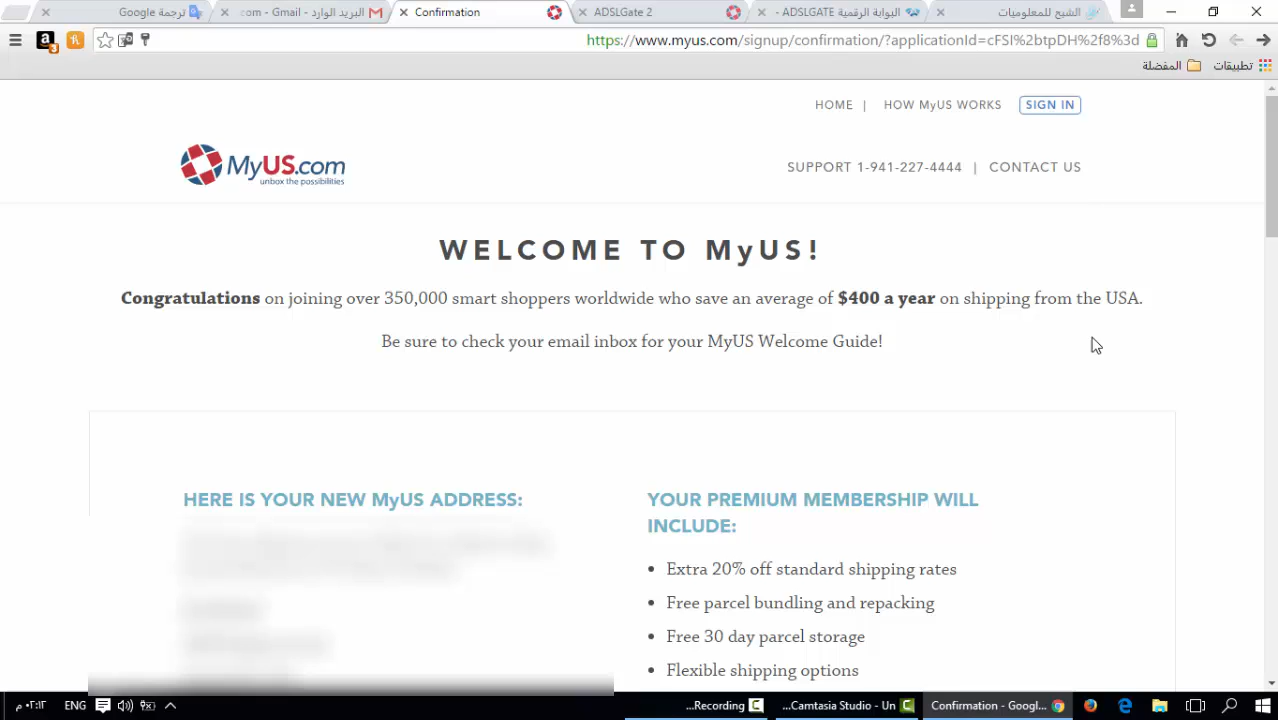 ترجمة Google
البريد الوارد - Gmail - com
Confirmation
ADSLGate 2
البوابة الرقمية ADSLGATE -
الشيخ للمعلوميات
https://www.myus.com/signup/confirmation/?applicationId=cFSI%2btpDH%2f8%3d
تطبيقات
المفضلة
HOME | HOW MyUS WORKS SIGN IN
MyUS.com
unbox the possibilities
SUPPORT 1-941-227-4444 | CONTACT US
WELCOME TO MyUS!
Congratulations on joining over 350,000 smart shoppers worldwide who save an average of $400 a year on shipping from the USA.
Be sure to check your email inbox for your MyUS Welcome Guide!
HERE IS YOUR NEW MyUS ADDRESS:
YOUR PREMIUM MEMBERSHIP WILL
INCLUDE:
• Extra 20% off standard shipping rates
• Free parcel bundling and repacking
• Free 30 day parcel storage
• Flexible shipping options
٠٢:١٣ م
ENG
...Recording
...Camtasia Studio - Un
Confirmation - Googl...